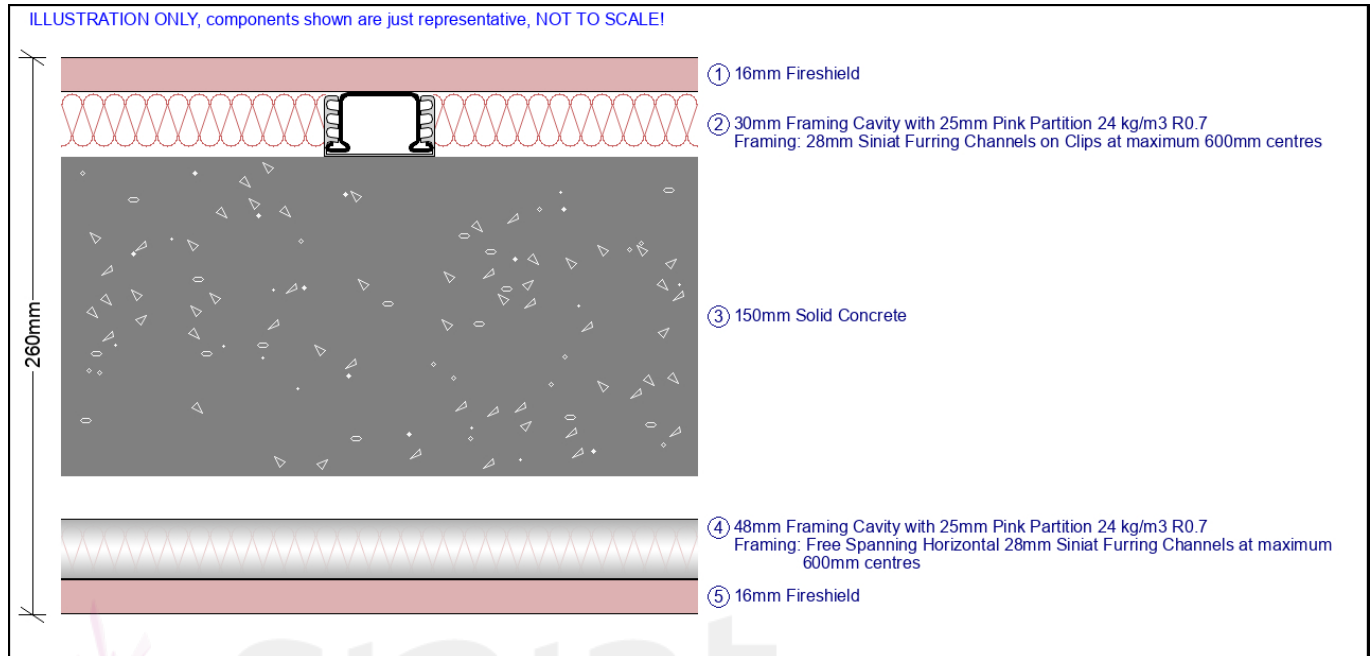 ILLUSTRATION ONLY, components shown are just representative, NOT TO SCALE!
1 16mm Fireshield
2 30mm Framing Cavity with 25mm Pink Partition 24 kg/m3 R0.7
Framing: 28mm Siniat Furring Channels on Clips at maximum 600mm centres
260mm
3 150mm Solid Concrete
4 48mm Framing Cavity with 25mm Pink Partition 24 kg/m3 R0.7
Framing: Free Spanning Horizontal 28mm Siniat Furring Channels at maximum
600mm centres
5 16mm Fireshield